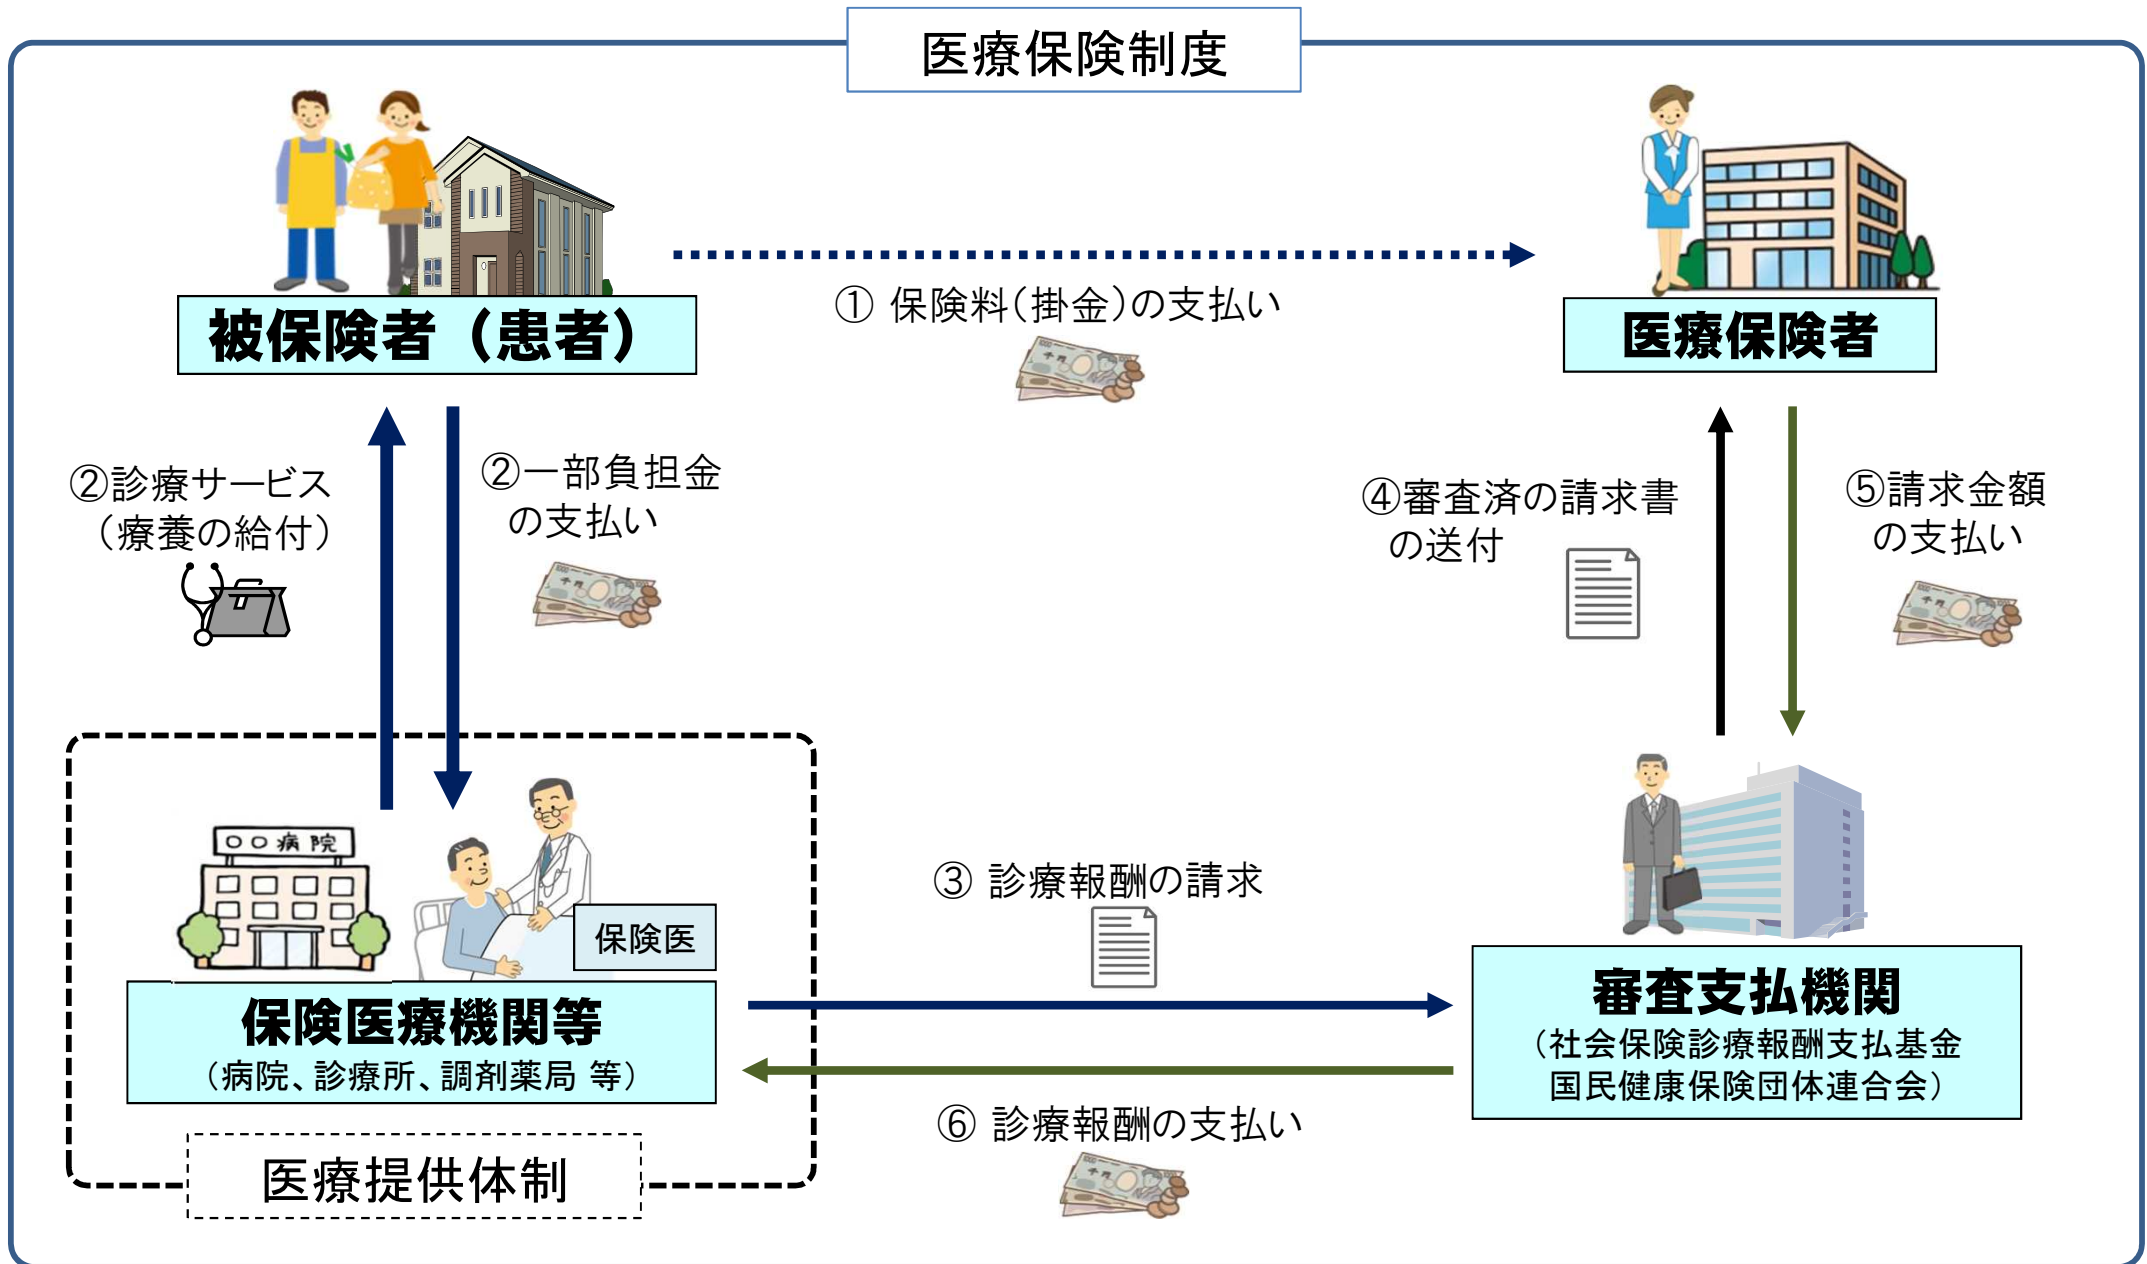 医療保険制度
被保険者（患者）
① 保険料（掛金）の支払い
医療保険者
②診療サービス
（療養の給付）
②一部負担金
の支払い
④審査済の請求書
の送付
⑤請求金額
の支払い
〇〇病院
保険医
保険医療機関等
（病院、診療所、調剤薬局 等）
医療提供体制
③ 診療報酬の請求
⑥ 診療報酬の支払い
審査支払機関
（社会保険診療報酬支払基金
国民健康保険団体連合会）